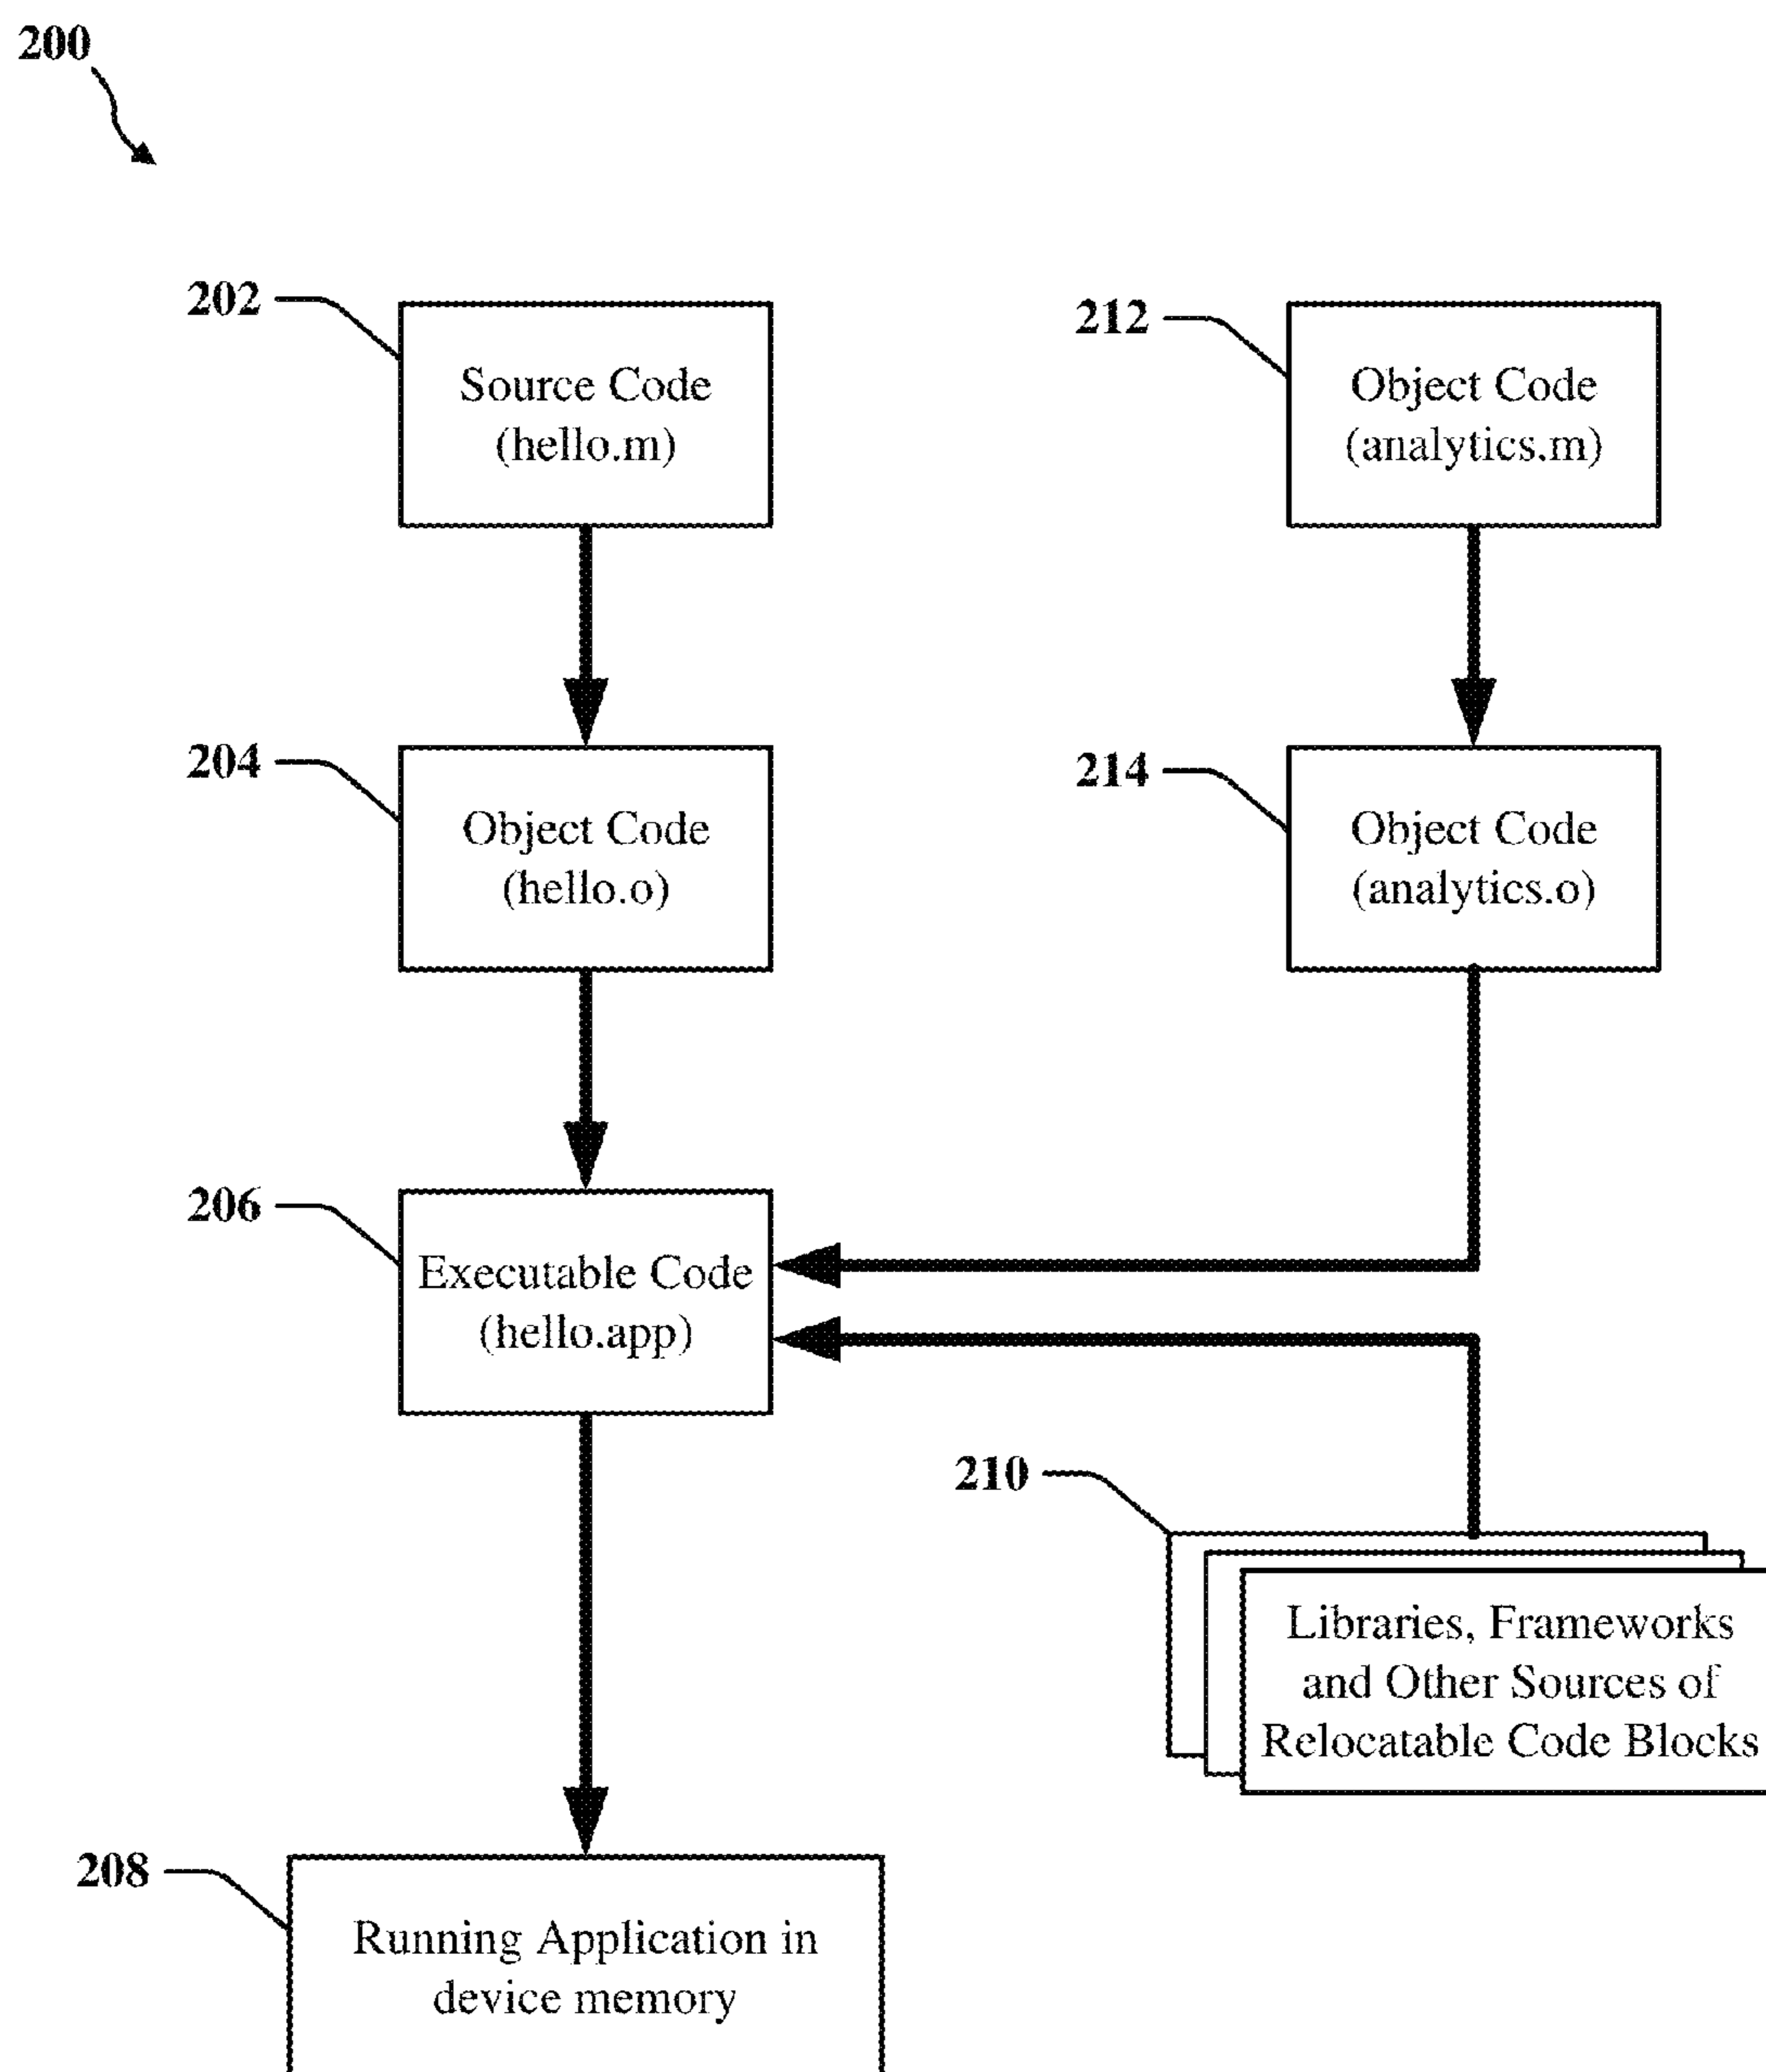 200
202
Source Code
(hello.m)
212
Object Code
(analytics.m)
204
Object Code
(hello.o)
214
Object Code
(analytics.o)
206
Executable Code
(hello.app)
210
Libraries, Frameworks
and Other Sources of
Relocatable Code Blocks
208
Running Application in
device memory